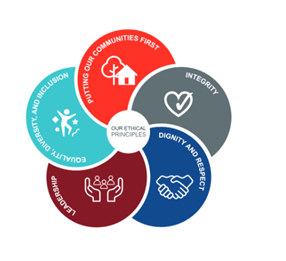 PUTTING OUR COMMUNITIES FIRST
INTEGRITY
DIGNITY AND RESPECT
LEADERSHIP
EQUALITY, DIVERSITY, AND INCLUSION
OUR ETHICAL
PRINCIPLES